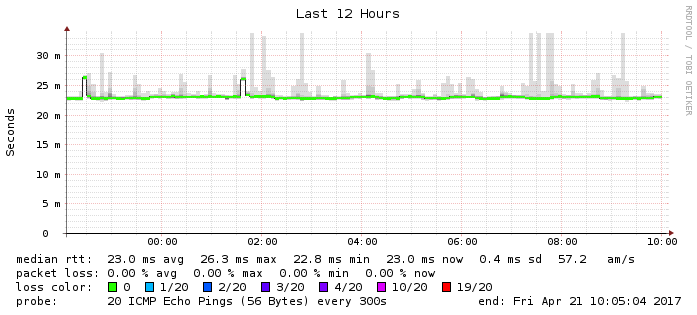 Last 12 Hours
RRDTOOL / TOBI OETIKER
Seconds
30 m
25 m
20 m
15 m
10 m
5 m
0
00:00 02:00 04:00 06:00 08:00 10:00
median rtt: 23.0 ms avg 26.3 ms max 22.8 ms min 23.0 ms now 0.4 ms sd 57.2 am/s
packet loss: 0.00 % avg 0.00 % max 0.00 % min 0.00 % now
loss color: 0 1/20 2/20 3/20 4/20 10/20 19/20
probe: 20 ICMP Echo Pings (56 Bytes) every 300s end: Fri Apr 21 10:05:04 2017